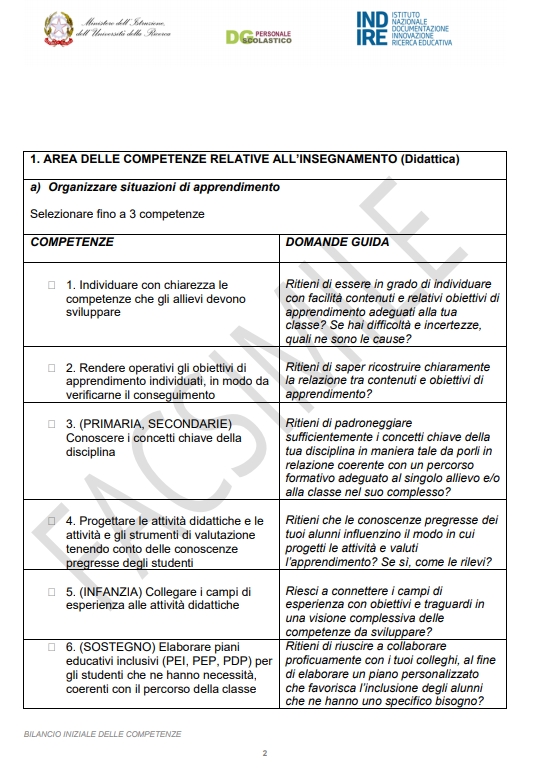 Ministero dell'Istruzione,
dell'Università della Ricerca
DG PERSONALE
SCOLASTICO
IND
IRE
ISTITUTO
NAZIONALE
DOCUMENTAZIONE
INNOVAZIONE
RICERCA EDUCATIVA
1. AREA DELLE COMPETENZE RELATIVE ALL'INSEGNAMENTO (Didattica)
a) Organizzare situazioni di apprendimento
Selezionare fino a 3 competenze
COMPETENZE
DOMANDE GUIDA
1. Individuare con chiarezza le
competenze che gli allievi devono
sviluppare
Ritieni di essere in grado di individuare
con facilità contenuti e relativi obiettivi di
apprendimento adeguati alla tua
classe? Se hai difficoltà e incertezze,
quali ne sono le cause?
2. Rendere operativi gli obiettivi di
apprendimento individuati, in modo da
verificarne il conseguimento
Ritieni di saper ricostruire chiaramente
la relazione tra contenuti e obiettivi di
apprendimento?
3. (PRIMARIA, SECONDARIE)
Conoscere i concetti chiave della
disciplina
Ritieni di padroneggiare
sufficientemente i concetti chiave della
tua disciplina in maniera tale da porli in
relazione coerente con un percorso
formativo adeguato al singolo allievo e/o
alla classe nel suo complesso?
4. Progettare le attività didattiche e le
attività e gli strumenti di valutazione
tenendo conto delle conoscenze
pregresse degli studenti
Ritieni che le conoscenze pregresse dei
tuoi alunni influenzino il modo in cui
progetti le attività e valuti
l'apprendimento? Se sì, come le rilevi?
5. (INFANZIA) Collegare i campi di
esperienza alle attività didattiche
Riesci a connettere i campi di
esperienza con obiettivi e traguardi in
una visione complessiva delle
competenze da sviluppare?
6. (SOSTEGNO) Elaborare piani
educativi inclusivi (PEI, PEP, PDP) per
gli studenti che ne hanno necessità,
coerenti con il percorso della classe
Ritieni di riuscire a collaborare
proficuamente con i tuoi colleghi, al fine
di elaborare un piano personalizzato
che favorisca l'inclusione degli alunni
che ne hanno uno specifico bisogno?
FACSIMILE
BILANCIO INIZIALE DELLE COMPETENZE
2